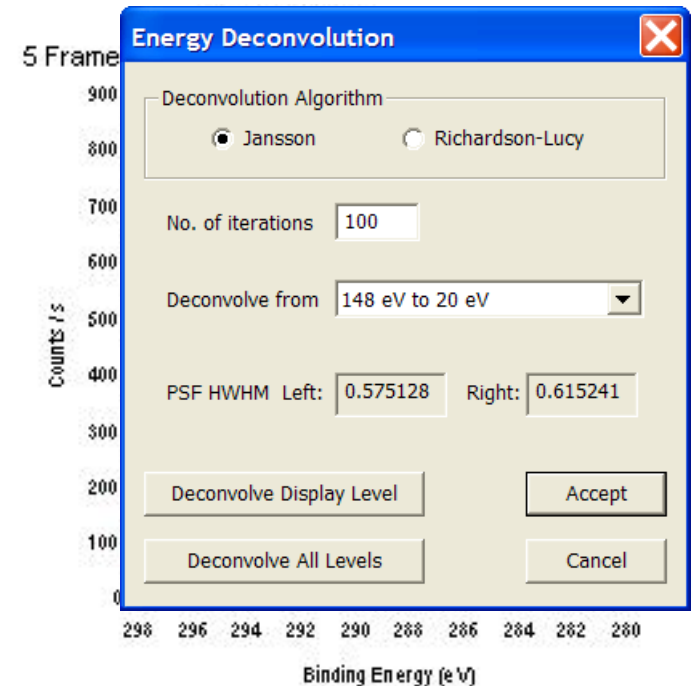 Energy Deconvolution
5 Frame
Deconvolution Algorithm
Jansson Richardson-Lucy
No. of iterations 100
Deconvolve from 148 eV to 20 eV
PSF HWHM Left: 0.575128 Right: 0.615241
Deconvolve Display Level Accept
Deconvolve All Levels Cancel
900
800
700
600
500
400
300
200
100
0
Counts / s
298 296 294 292 290 288 286 284 282 280
Binding Energy (eV)